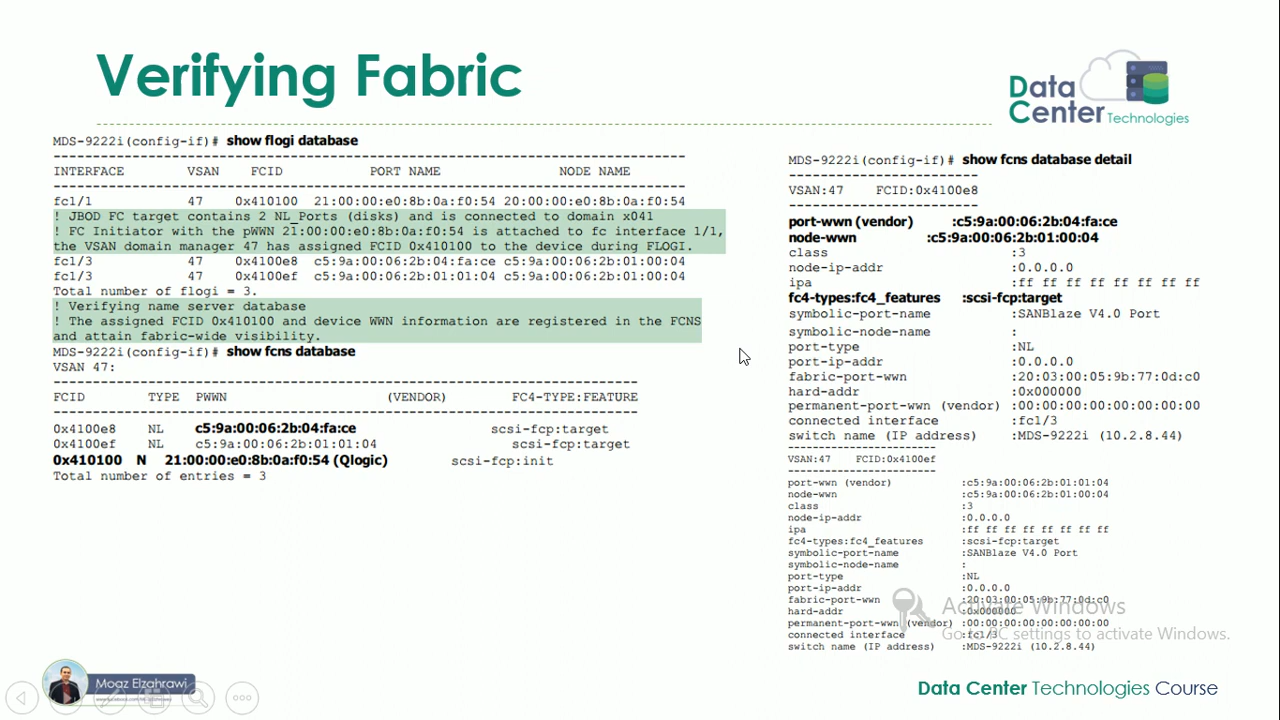 Verifying Fabric
Data
Center Technologies
MDS-9222i(config-if)# show flogi database
---------------------------------------------------------------------------
INTERFACE VSAN FCID PORT NAME NODE NAME
---------------------------------------------------------------------------
fc1/1 47 0x410100 21:00:00:e0:8b:0a:f0:54 20:00:00:e0:8b:0a:f0:54
! JBOD FC target contains 2 NL_Ports (disks) and is connected to domain x041
! FC Initiator with the pWWN 21:00:00:e0:8b:0a:f0:54 is attached to fc interface 1/1,
the VSAN domain manager 47 has assigned FCID 0x410100 to the device during FLOGI.
fc1/3 47 0x4100e8 c5:9a:00:06:2b:04:fa:ce c5:9a:00:06:2b:01:00:04
fc1/3 47 0x4100ef c5:9a:00:06:2b:01:01:04 c5:9a:00:06:2b:01:00:04
Total number of flogi = 3.
! Verifying name server database
! The assigned FCID 0x410100 and device WWN information are registered in the FCNS
and attain fabric-wide visibility.
MDS-9222i(config-if)# show fcns database
VSAN 47:
---------------------------------------------------------------------------
FCID TYPE PWWN (VENDOR) FC4-TYPE:FEATURE
---------------------------------------------------------------------------
0x4100e8 NL c5:9a:00:06:2b:04:fa:ce scsi-fcp:target
0x4100ef NL c5:9a:00:06:2b:01:01:04 scsi-fcp:target
0x410100 N 21:00:00:e0:8b:0a:f0:54 (Qlogic) scsi-fcp:init
Total number of entries = 3
MDS-9222i(config-if)# show fcns database detail
------------------------
VSAN:47 FCID:0x4100e8
------------------------
port-wwn (vendor) :c5:9a:00:06:2b:04:fa:ce
node-wwn :c5:9a:00:06:2b:01:00:04
class :3
node-ip-addr :0.0.0.0
ipa :ff ff ff ff ff ff ff ff
fc4-types:fc4_features :scsi-fcp:target
symbolic-port-name :SANBlaze V4.0 Port
symbolic-node-name :
port-type :NL
port-ip-addr :0.0.0.0
fabric-port-wwn :20:03:00:05:9b:77:0d:c0
hard-addr :0x000000
permanent-port-wwn (vendor) :00:00:00:00:00:00:00:00
connected interface :fc1/3
switch name (IP address) :MDS-9222i (10.2.8.44)
------------------------
VSAN:47 FCID:0x4100ef
------------------------
port-wwn (vendor) :c5:9a:00:06:2b:01:01:04
node-wwn :c5:9a:00:06:2b:01:00:04
class :3
node-ip-addr :0.0.0.0
ipa :ff ff ff ff ff ff ff ff
fc4-types:fc4_features :scsi-fcp:target
symbolic-port-name :SANBlaze V4.0 Port
symbolic-node-name :
port-type :NL
port-ip-addr :0.0.0.0
fabric-port-wwn :20:03:00:05:9b:77:0d:c0
hard-addr :0x000000
permanent-port-wwn (vendor) :00:00:00:00:00:00:00:00
connected interface :fc1/3
switch name (IP address) :MDS-9222i (10.2.8.44)
Activate Windows
Go to PC settings to activate Windows.
Moaz Elzahrawi
Data Center Technologies Course